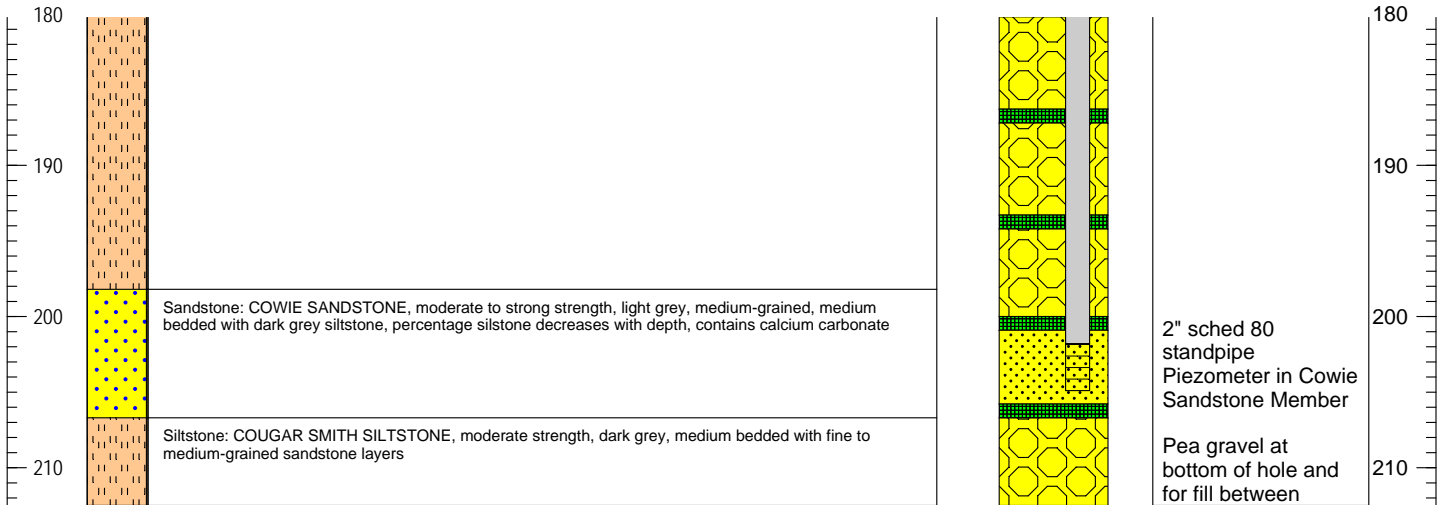 180
180
190
190
Sandstone: COWIE SANDSTONE, moderate to strong strength, light grey, medium-grained, medium
bedded with dark grey siltstone, percentage silstone decreases with depth, contains calcium carbonate
200
200
2" sched 80
standpipe
Piezometer in Cowie
Sandstone Member
Siltstone: COUGAR SMITH SILTSTONE, moderate strength, dark grey, medium bedded with fine to
medium-grained sandstone layers
Pea gravel at
bottom of hole and
for fill between
210
210